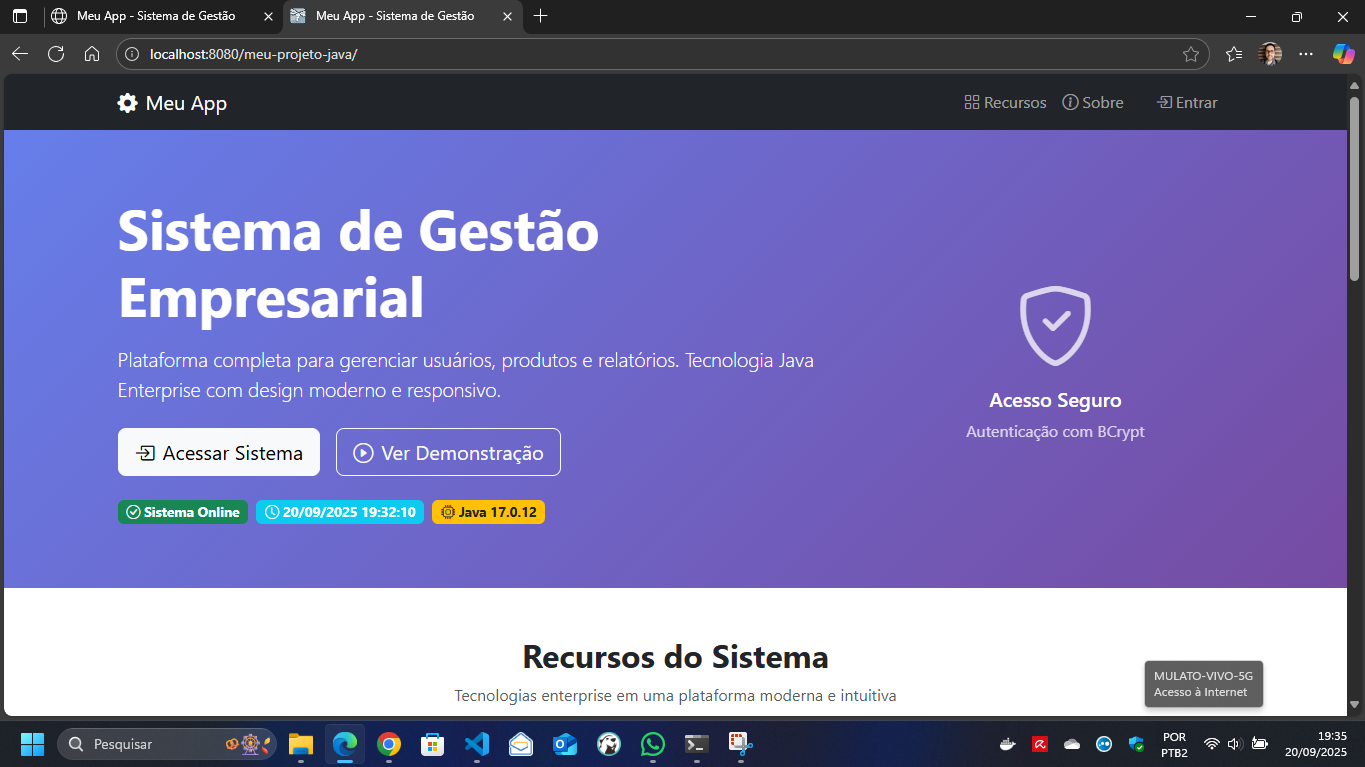 Meu App - Sistema de Gestão
Meu App - Sistema de Gestão
localhost:8080/meu-projeto-java/
Meu App
Recursos
Sobre
Entrar
Sistema de Gestão
Empresarial
Plataforma completa para gerenciar usuários, produtos e relatórios. Tecnologia Java
Enterprise com design moderno e responsivo.
Acessar Sistema
Ver Demonstração
Sistema Online
20/09/2025 19:32:10
Java 17.0.12
Acesso Seguro
Autenticação com BCrypt
Recursos do Sistema
Tecnologias enterprise em uma plataforma moderna e intuitiva
MULATO-VIVO-5G
Acesso à Internet
Pesquisar
POR
PTB2
19:35
20/09/2025